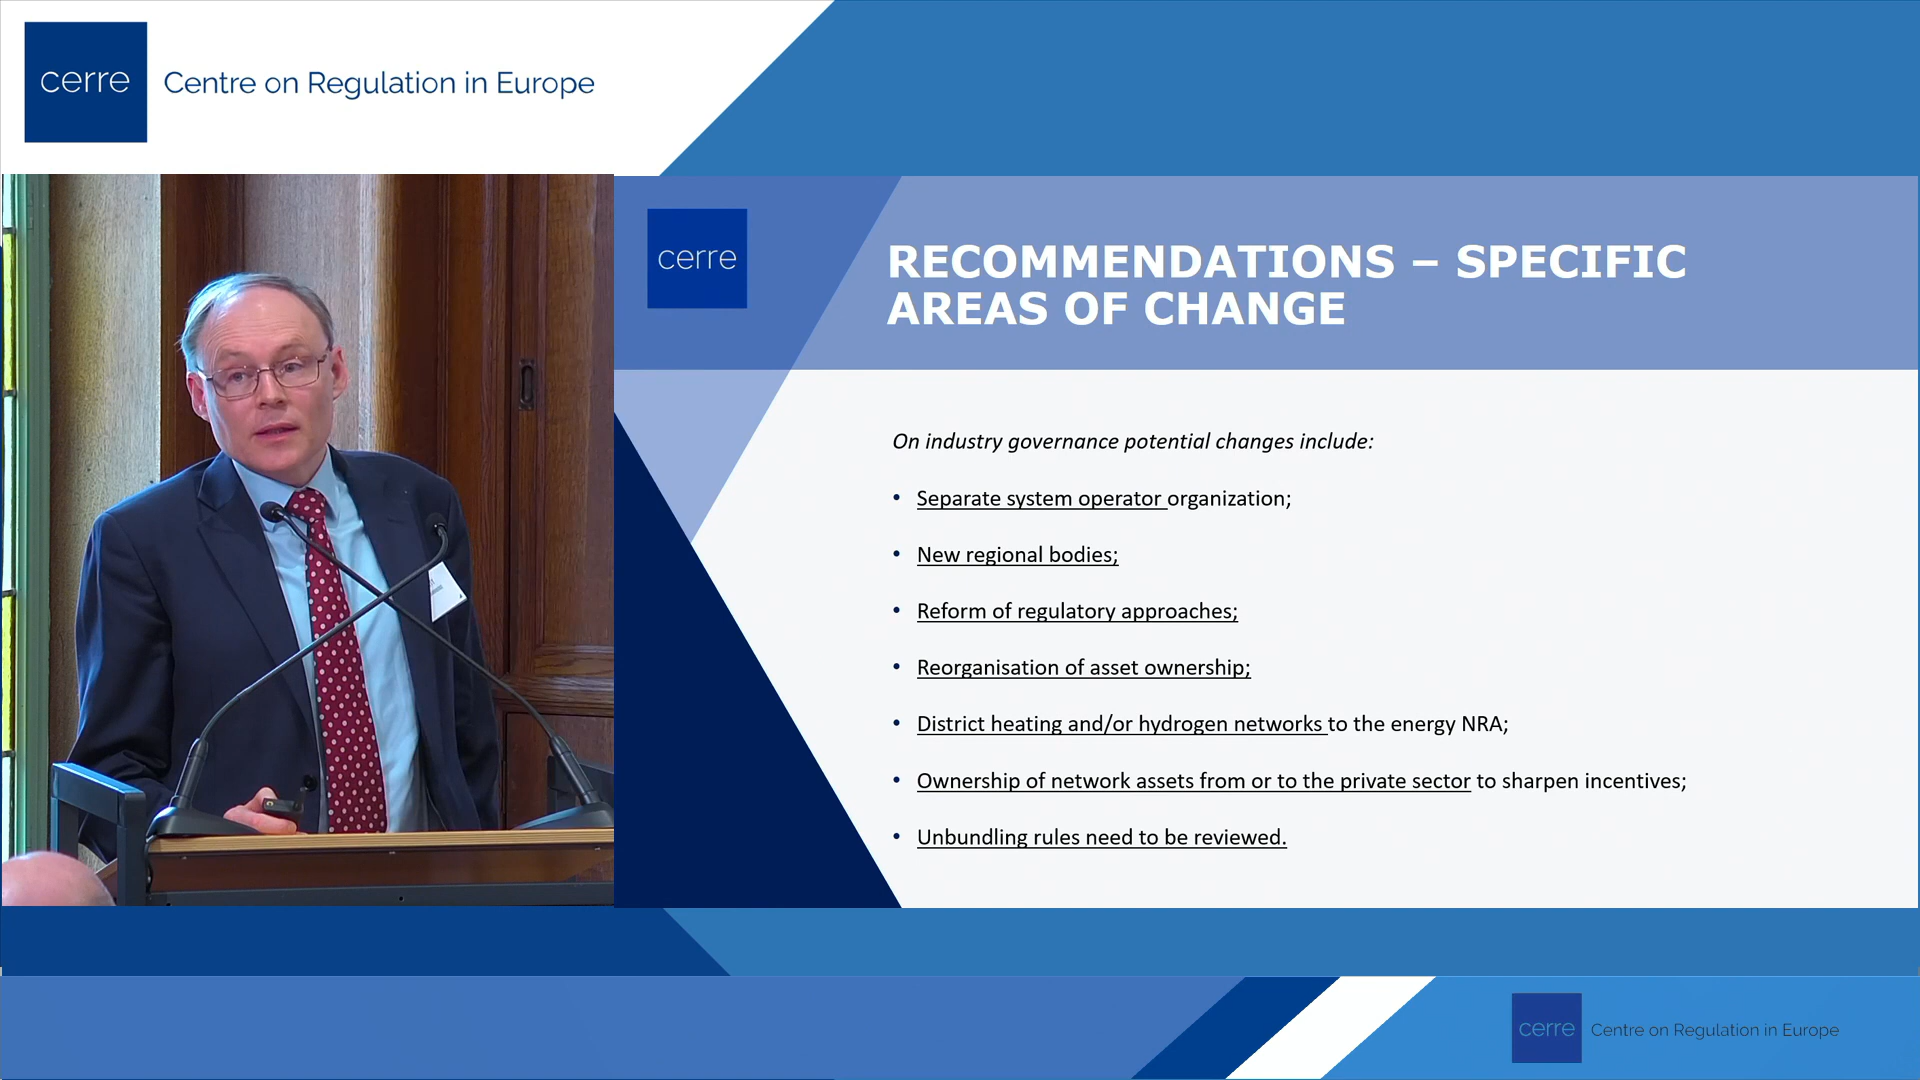 cerre
Centre on Regulation in Europe
cerre
RECOMMENDATIONS – SPECIFIC
AREAS OF CHANGE
On industry governance potential changes include:
• Separate system operator organization;
• New regional bodies;
• Reform of regulatory approaches;
• Reorganisation of asset ownership;
• District heating and/or hydrogen networks to the energy NRA;
• Ownership of network assets from or to the private sector to sharpen incentives;
• Unbundling rules need to be reviewed.
cerre
Centre on Regulation in Europe